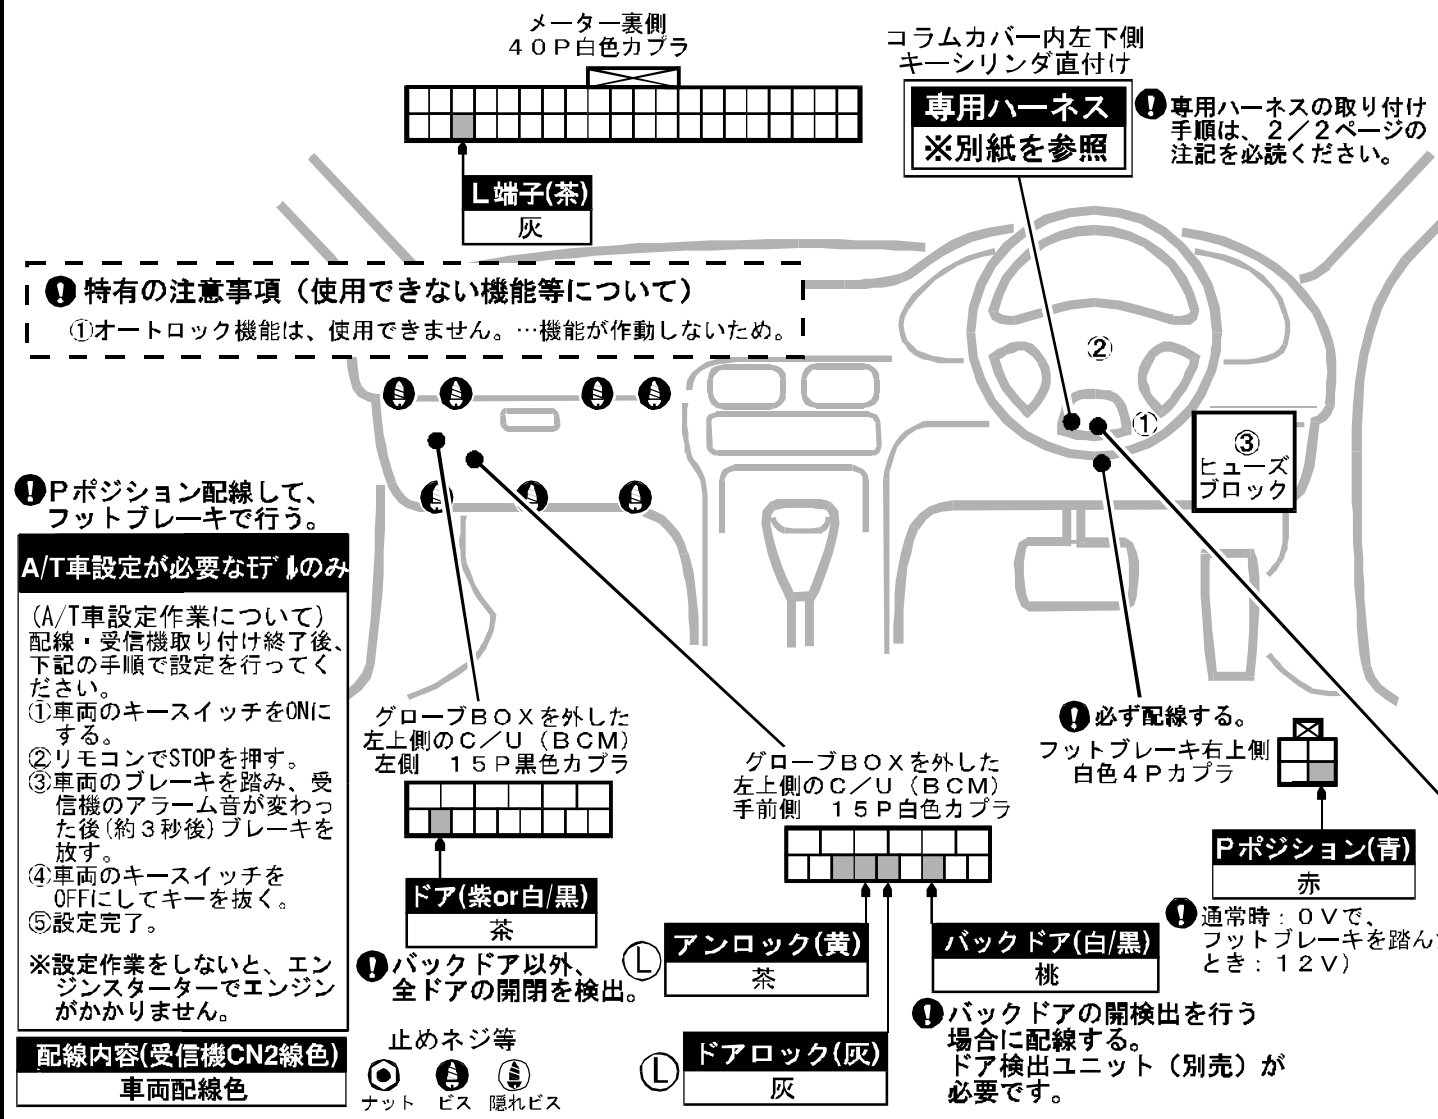 メーター裏側
４０Ｐ白色カプラ
Ｌ端子(茶)
灰
コラムカバー内左下側
キーシリンダ直付け
専用ハーネス
※別紙を参照
専用ハーネスの取り付け
手順は、２／２ページの
注記を必読ください。
特有の注意事項（使用できない機能等について）
①オートロック機能は、使用できません。…機能が作動しないため。
②
①
③
ヒューズ
ブロック
Ｐポジション配線して、
フットブレーキで行う。
A/T車設定が必要なﾓﾃﾞﾙのみ
(A/T車設定作業について)
配線・受信機取り付け終了後、
下記の手順で設定を行ってく
ださい。
①車両のキースイッチをONに
する。
②リモコンでSTOPを押す。
③車両のブレーキを踏み、受
信機のアラーム音が変わっ
た後(約３秒後)ブレーキを
放す。
④車両のキースイッチを
OFFにしてキーを抜く。
⑤設定完了。
※設定作業をしないと、エン
ジンスターターでエンジン
がかかりません。
配線内容(受信機CN2線色)
車両配線色
グローブＢＯＸを外した
左上側のＣ／Ｕ（ＢＣＭ）
左側　１５Ｐ黒色カプラ
ドア(紫or白/黒)
茶
バックドア以外、
全ドアの開閉を検出。
止めネジ等
ナット ビス 隠れビス
グローブＢＯＸを外した
左上側のＣ／Ｕ（ＢＣＭ）
手前側　１５Ｐ白色カプラ
Ⓛ
アンロック(黄)
茶
Ⓛ
ドアロック(灰)
灰
バックドア(白/黒)
桃
バックドアの開検出を行う
場合に配線する。
ドア検出ユニット（別売）が
必要です。
必ず配線する。
フットブレーキ右上側
白色４Ｐカプラ
Ｐポジション(青)
赤
通常時：０Ｖで、
フットブレーキを踏ん
とき：１２Ｖ)